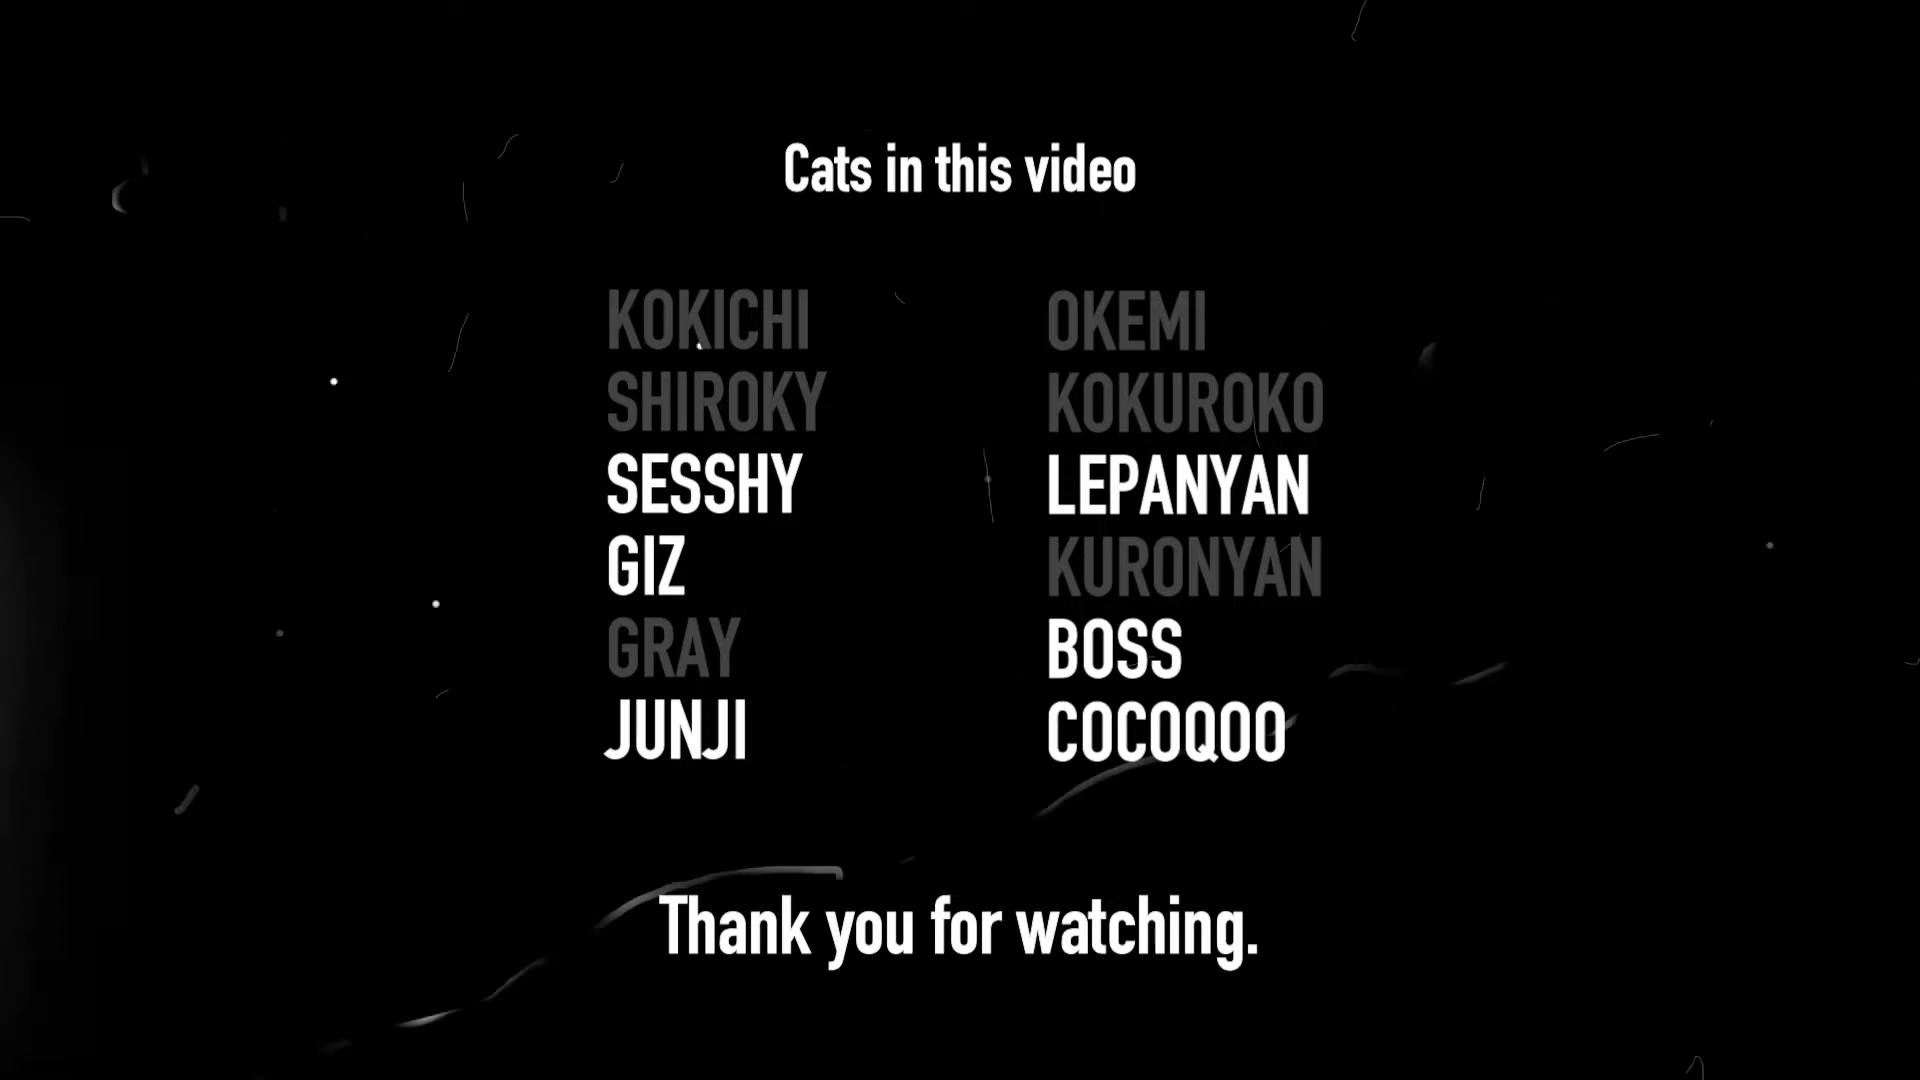 Cats in this video
KOKICHI
SHIROKY
SESSHY
GIZ
GRAY
JUNJI
OKEMI
KOKUROKO
LEPANYAN
KURONYAN
BOSS
COCOQOO
Thank you for watching.